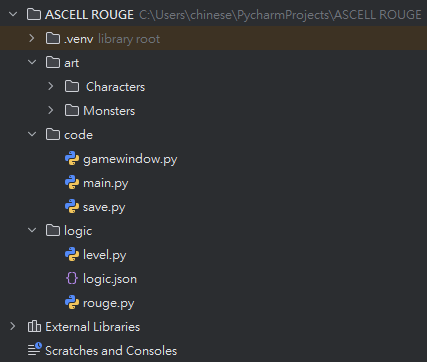 ASCELL ROUGE C:\Users\chinese\PycharmProjects\ASCELL ROUGE
.venv library root
art
Characters
Monsters
code
gamewindow.py
main.py
save.py
logic
level.py
logic.json
rouge.py
External Libraries
Scratches and Consoles